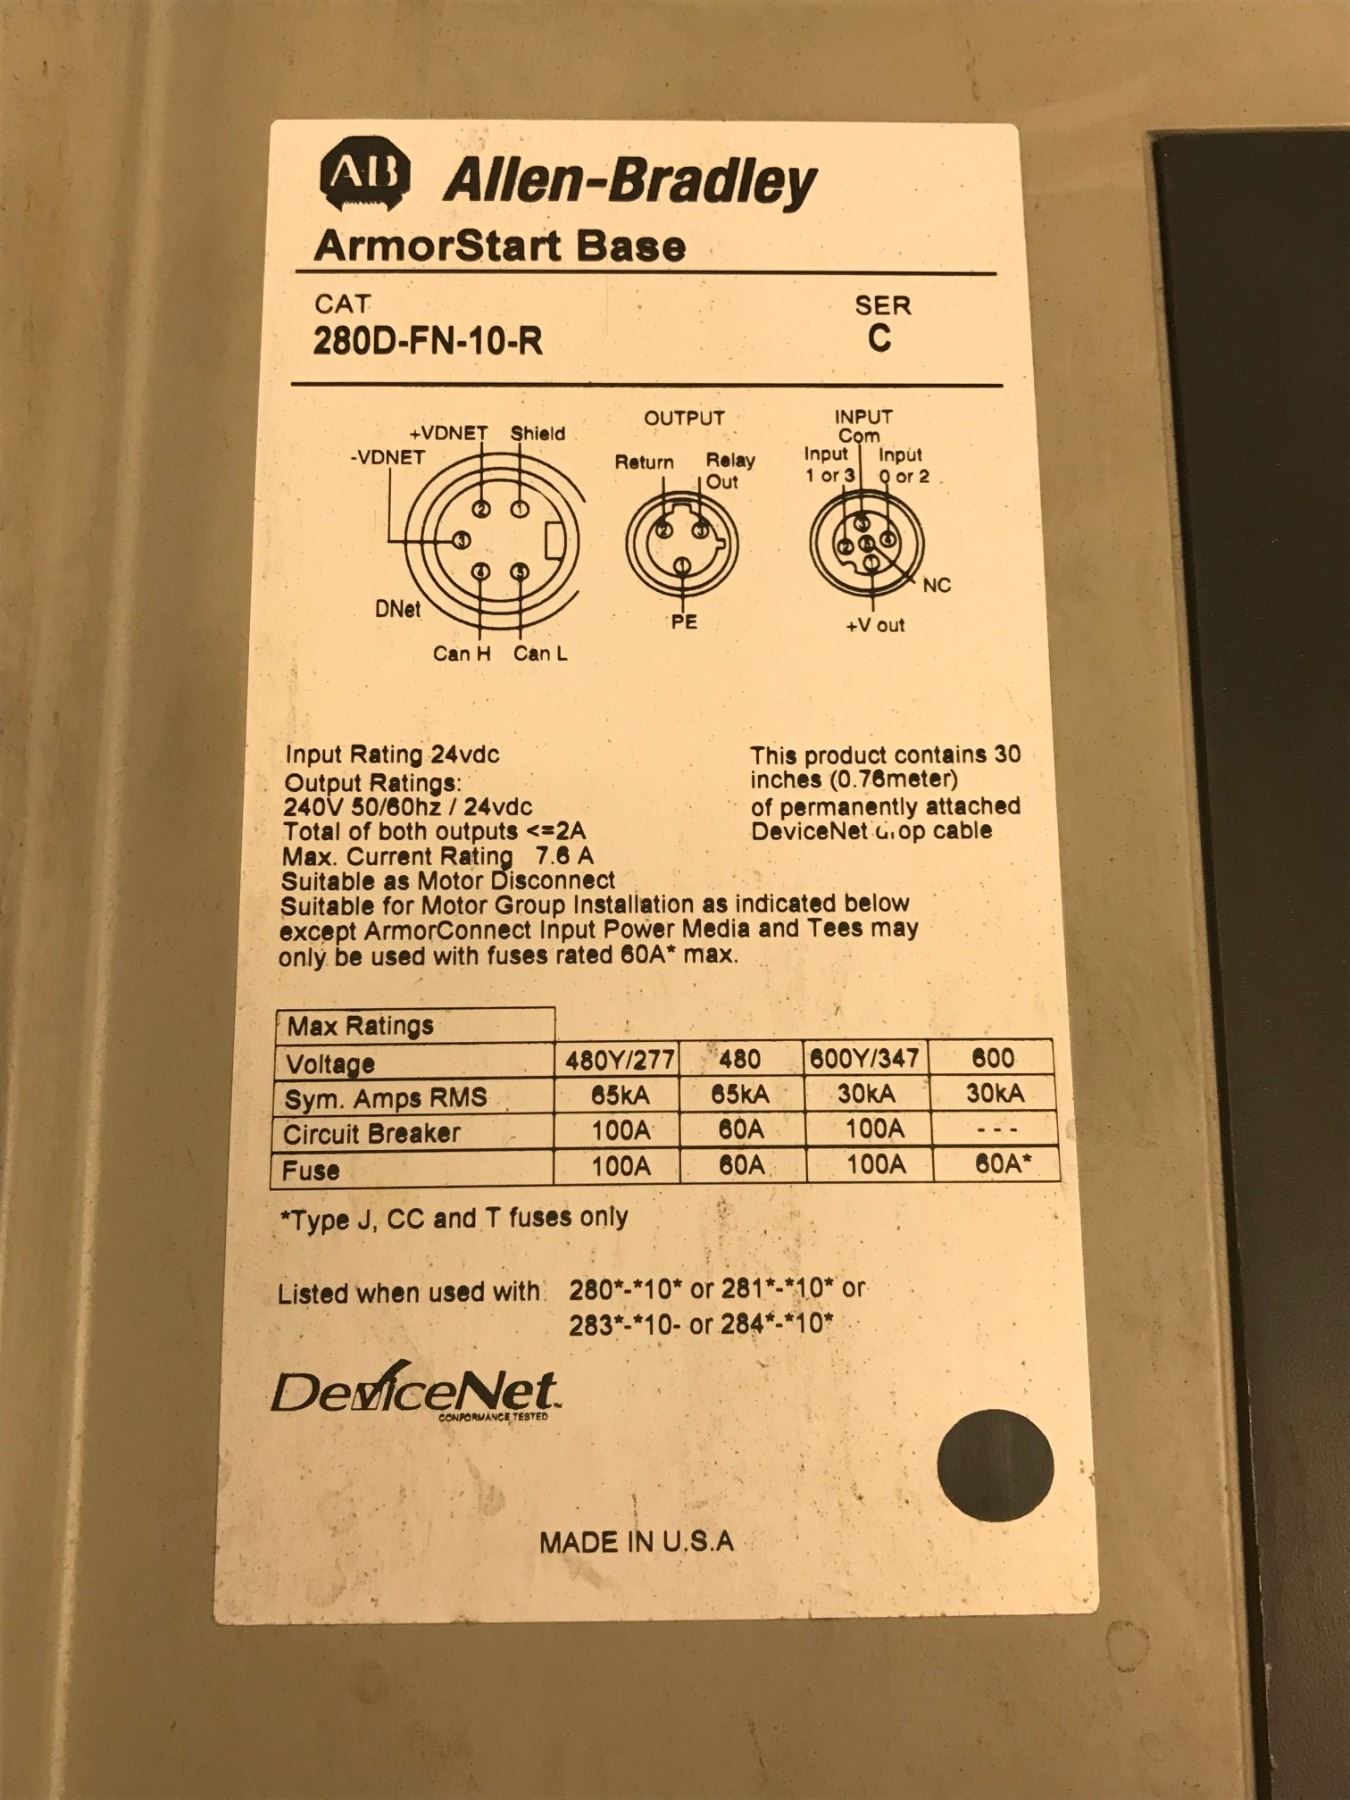 AB Allen-Bradley
ArmorStart Base
CAT SER
280D-FN-10-R C
OUTPUT INPUT
+VDNET Shield Com
-VDNET Return Relay Out Input 1 or 3 Input 0 or 2
2 1
3
4 5
2 3
1
3
2 5 4
1
DNet PE NC
+V out
Can H Can L
Input Rating 24vdc
Output Ratings:
240V 50/60hz / 24vdc
Total of both outputs <=2A
Max. Current Rating 7.6 A
Suitable as Motor Disconnect
Suitable for Motor Group Installation as indicated below
except ArmorConnect Input Power Media and Tees may
only be used with fuses rated 60A* max.
This product contains 30
inches (0.76meter)
of permanently attached
DeviceNet drop cable
Max Ratings
Voltage 480Y/277 480 600Y/347 600
Sym. Amps RMS 65kA 65kA 30kA 30kA
Circuit Breaker 100A 60A 100A ---
Fuse 100A 60A 100A 60A*
*Type J, CC and T fuses only
Listed when used with 280*-*10* or 281*-*10* or
283*-*10- or 284*-*10*
DeviceNet™
CONFORMANCE TESTED
MADE IN U.S.A